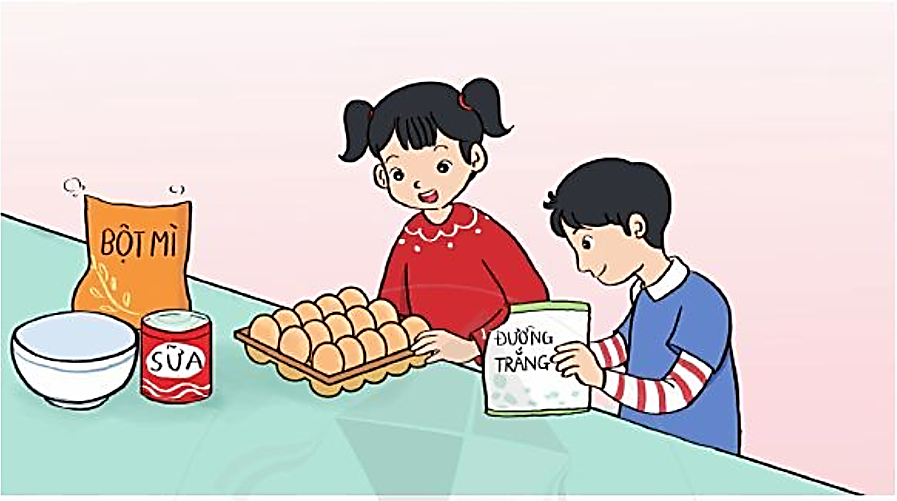 BỘT MÌ
SỮA
ĐƯỜNG
TRẮNG